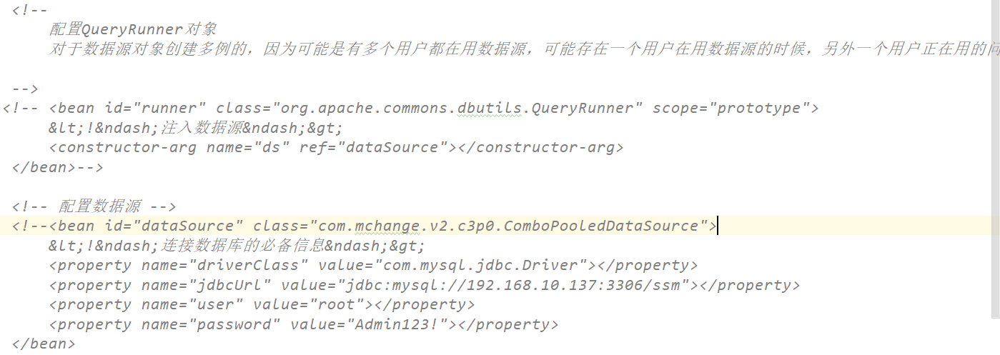 <!--
配置QueryRunner对象
对于数据源对象创建多例的，因为可能是有多个用户都在用数据源，可能存在一个用户在用数据源的时候，另外一个用户正在用的问
-->
<!-- <bean id="runner" class="org.apache.commons.dbutils.QueryRunner" scope="prototype">
&lt;!&ndash;注入数据源&ndash;&gt;
<constructor-arg name="ds" ref="dataSource"></constructor-arg>
</bean>-->
<!-- 配置数据源 -->
<!--<bean id="dataSource" class="com.mchange.v2.c3p0.ComboPooledDataSource">
&lt;!&ndash;连接数据库的必备信息&ndash;&gt;
<property name="driverClass" value="com.mysql.jdbc.Driver"></property>
<property name="jdbcUrl" value="jdbc:mysql://192.168.10.137:3306/ssm"></property>
<property name="user" value="root"></property>
<property name="password" value="Admin123!"></property>
</bean>